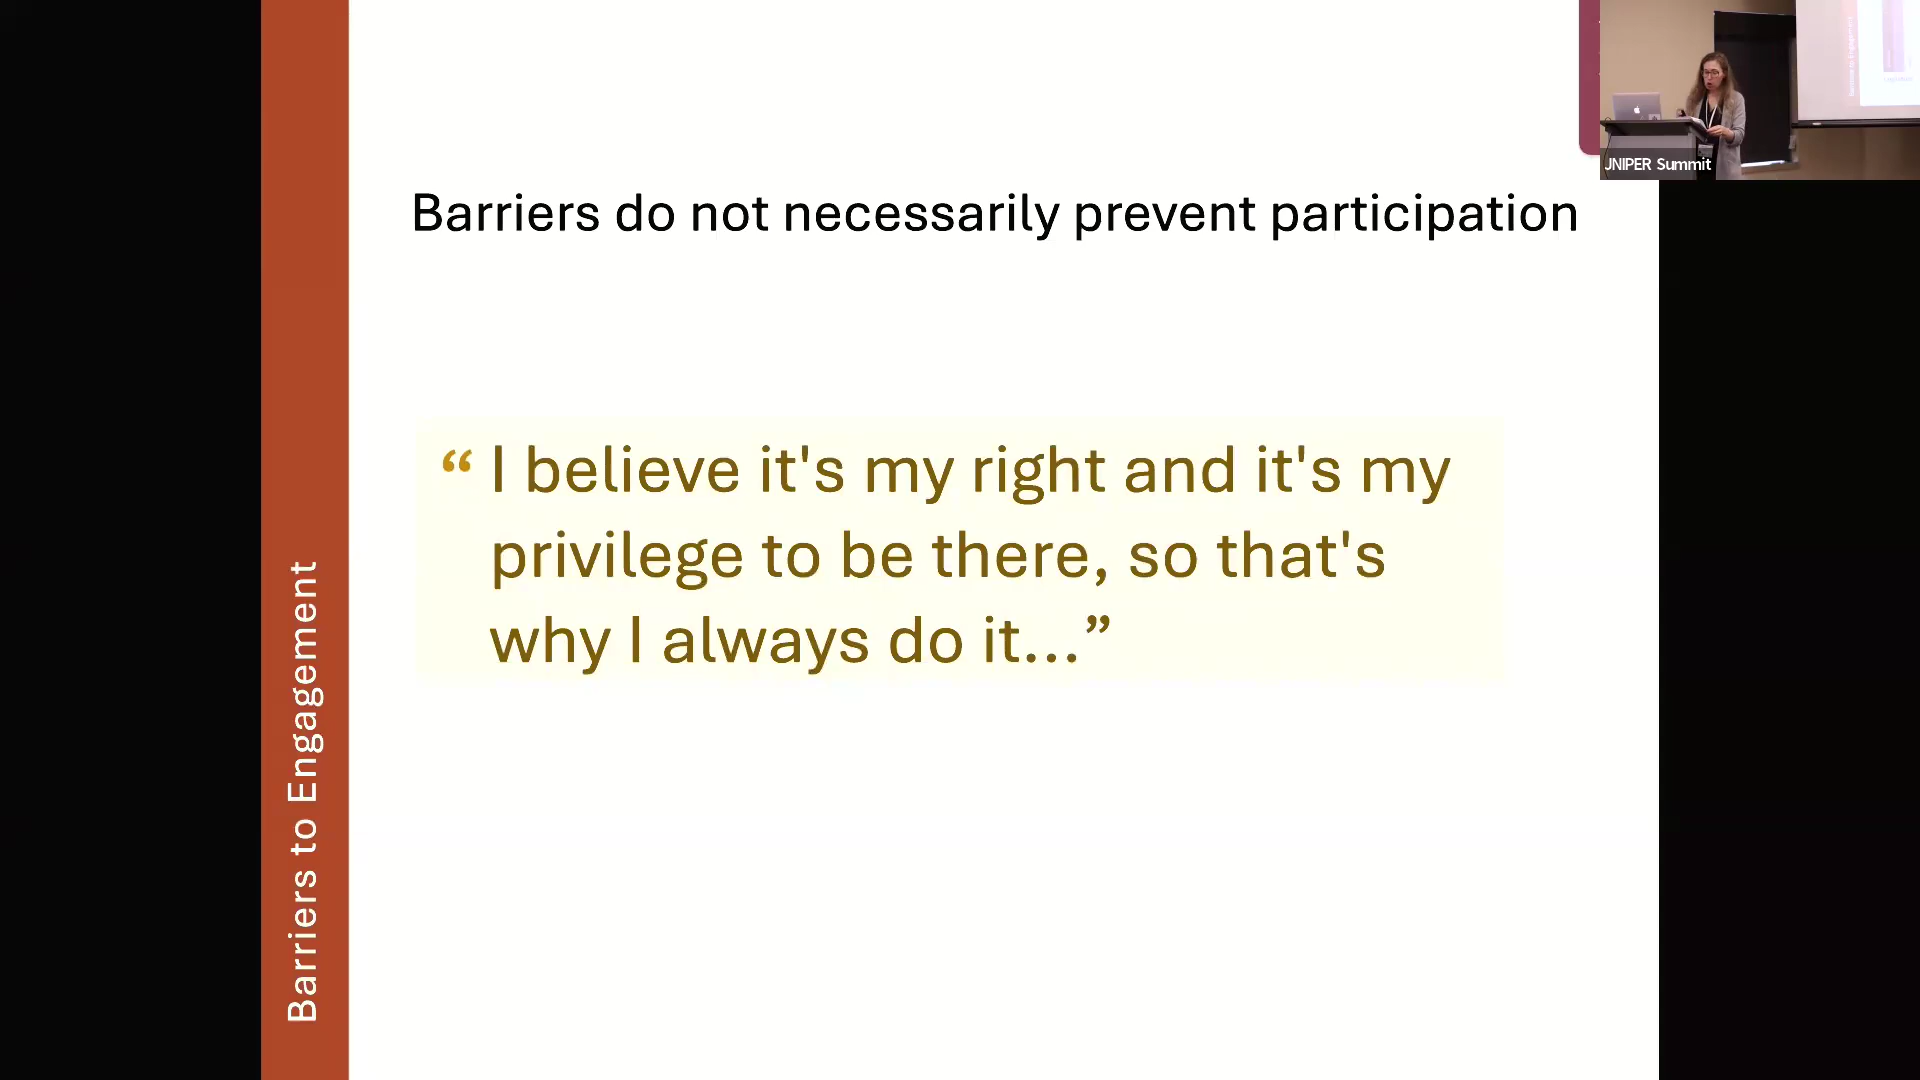 Barriers do not necessarily prevent participation
“ I believe it's my right and it's my
privilege to be there, so that's
why I always do it...”
Barriers to Engagement
JNIPER Summit